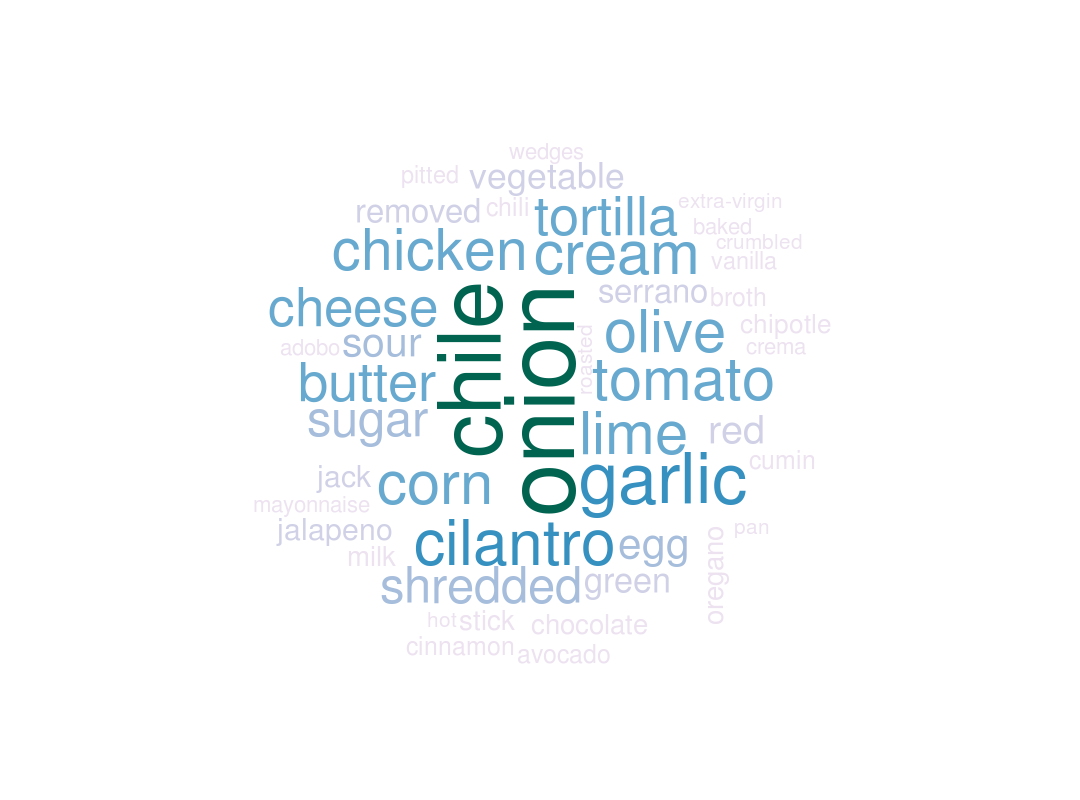 wedges
pitted
vegetable
removed
chili
tortilla
extra-virgin
baked
crumbled
chicken
cream
vanilla
cheese
chile
onion
serrano
broth
adobo
sour
roasted
olive
chipotle
crema
butter
tomato
sugar
lime
red
cumin
jack
corn
garlic
mayonnaise
jalapeno
cilantro
egg
pan
milk
oregano
shredded
green
hot
stick
chocolate
cinnamon
avocado